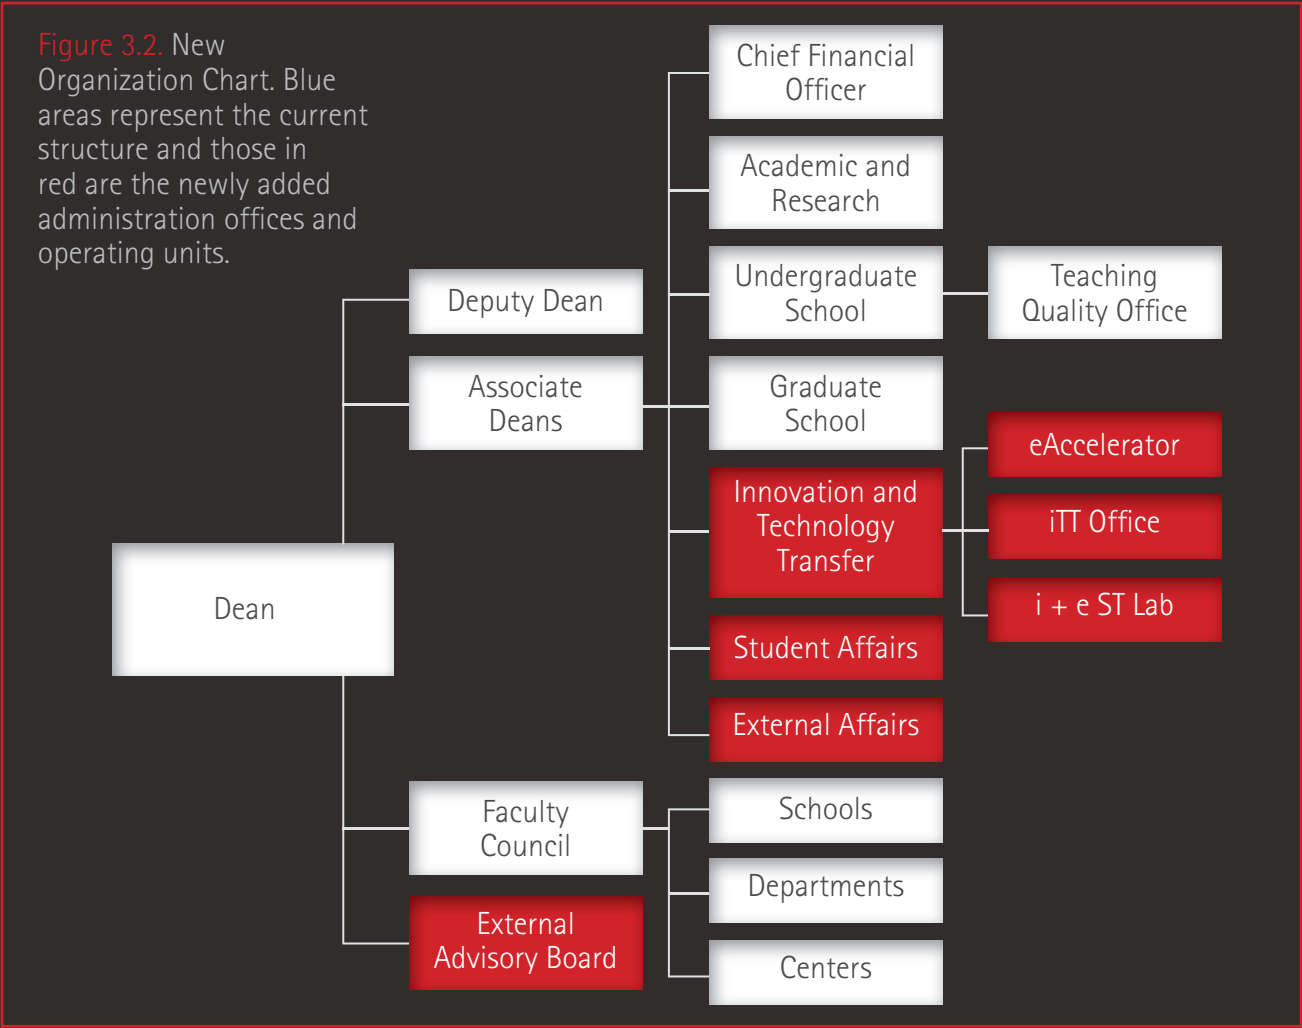 Figure 3.2. New
Organization Chart. Blue
areas represent the current
structure and those in
red are the newly added
administration offices and
operating units.
Dean
Deputy Dean
Associate
Deans
Chief Financial
Officer
Academic and
Research
Undergraduate
School
Teaching
Quality Office
Graduate
School
Innovation and
Technology
Transfer
eAccelerator
iTT Office
i + e ST Lab
Student Affairs
External Affairs
Faculty
Council
Schools
Departments
Centers
External
Advisory Board